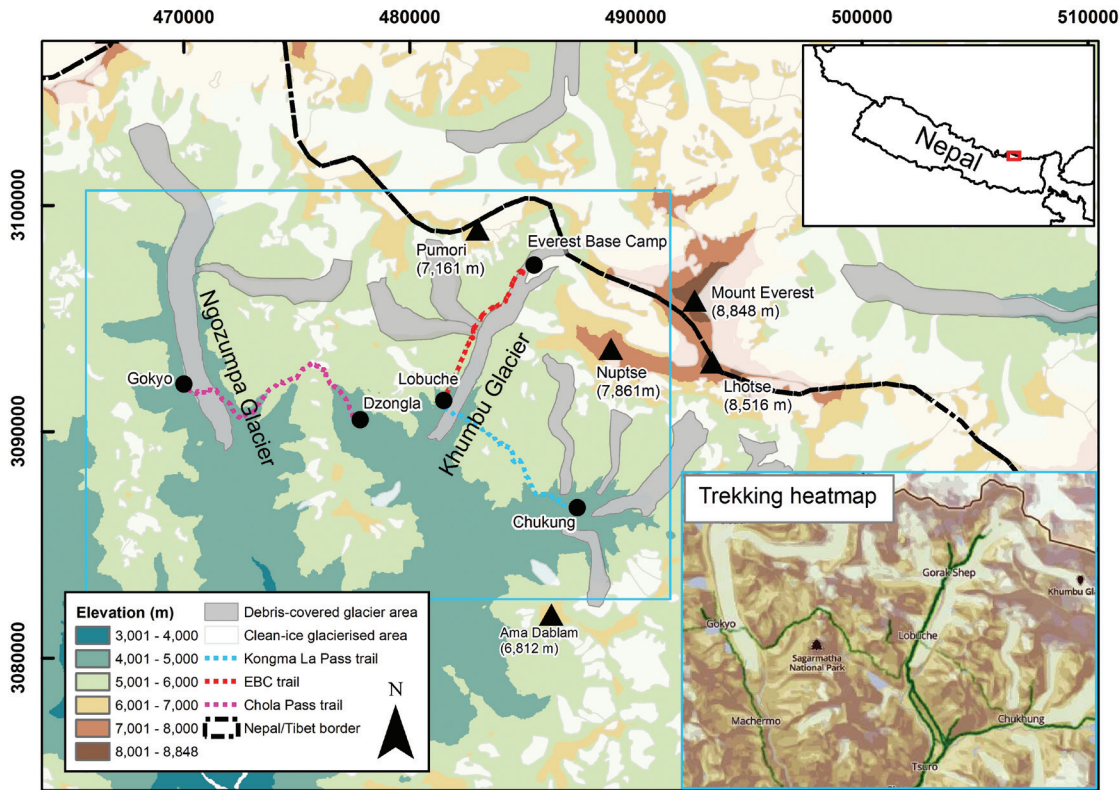 470000
480000
490000
500000
510000
3100000
3090000
3080000
Nepal
Pumori
(7,161 m)
Everest Base Camp
Mount Everest
(8,848 m)
Ngozumpa Glacier
Gokyo
Lobuche
Dzongla
Khumbu Glacier
Nuptse
(7,861m)
Lhotse
(8,516 m)
Chukung
Ama Dablam
(6,812 m)
Elevation (m)
3,001 - 4,000
4,001 - 5,000
5,001 - 6,000
6,001 - 7,000
7,001 - 8,000
8,001 - 8,848
Debris-covered glacier area
Clean-ice glacierised area
Kongma La Pass trail
EBC trail
Chola Pass trail
Nepal/Tibet border
N
Trekking heatmap
Gorak Shep
Khumbu
Gokyo
Lobuche
Sagarmatha
National Park
Machermo
Chukhung
Tsuro